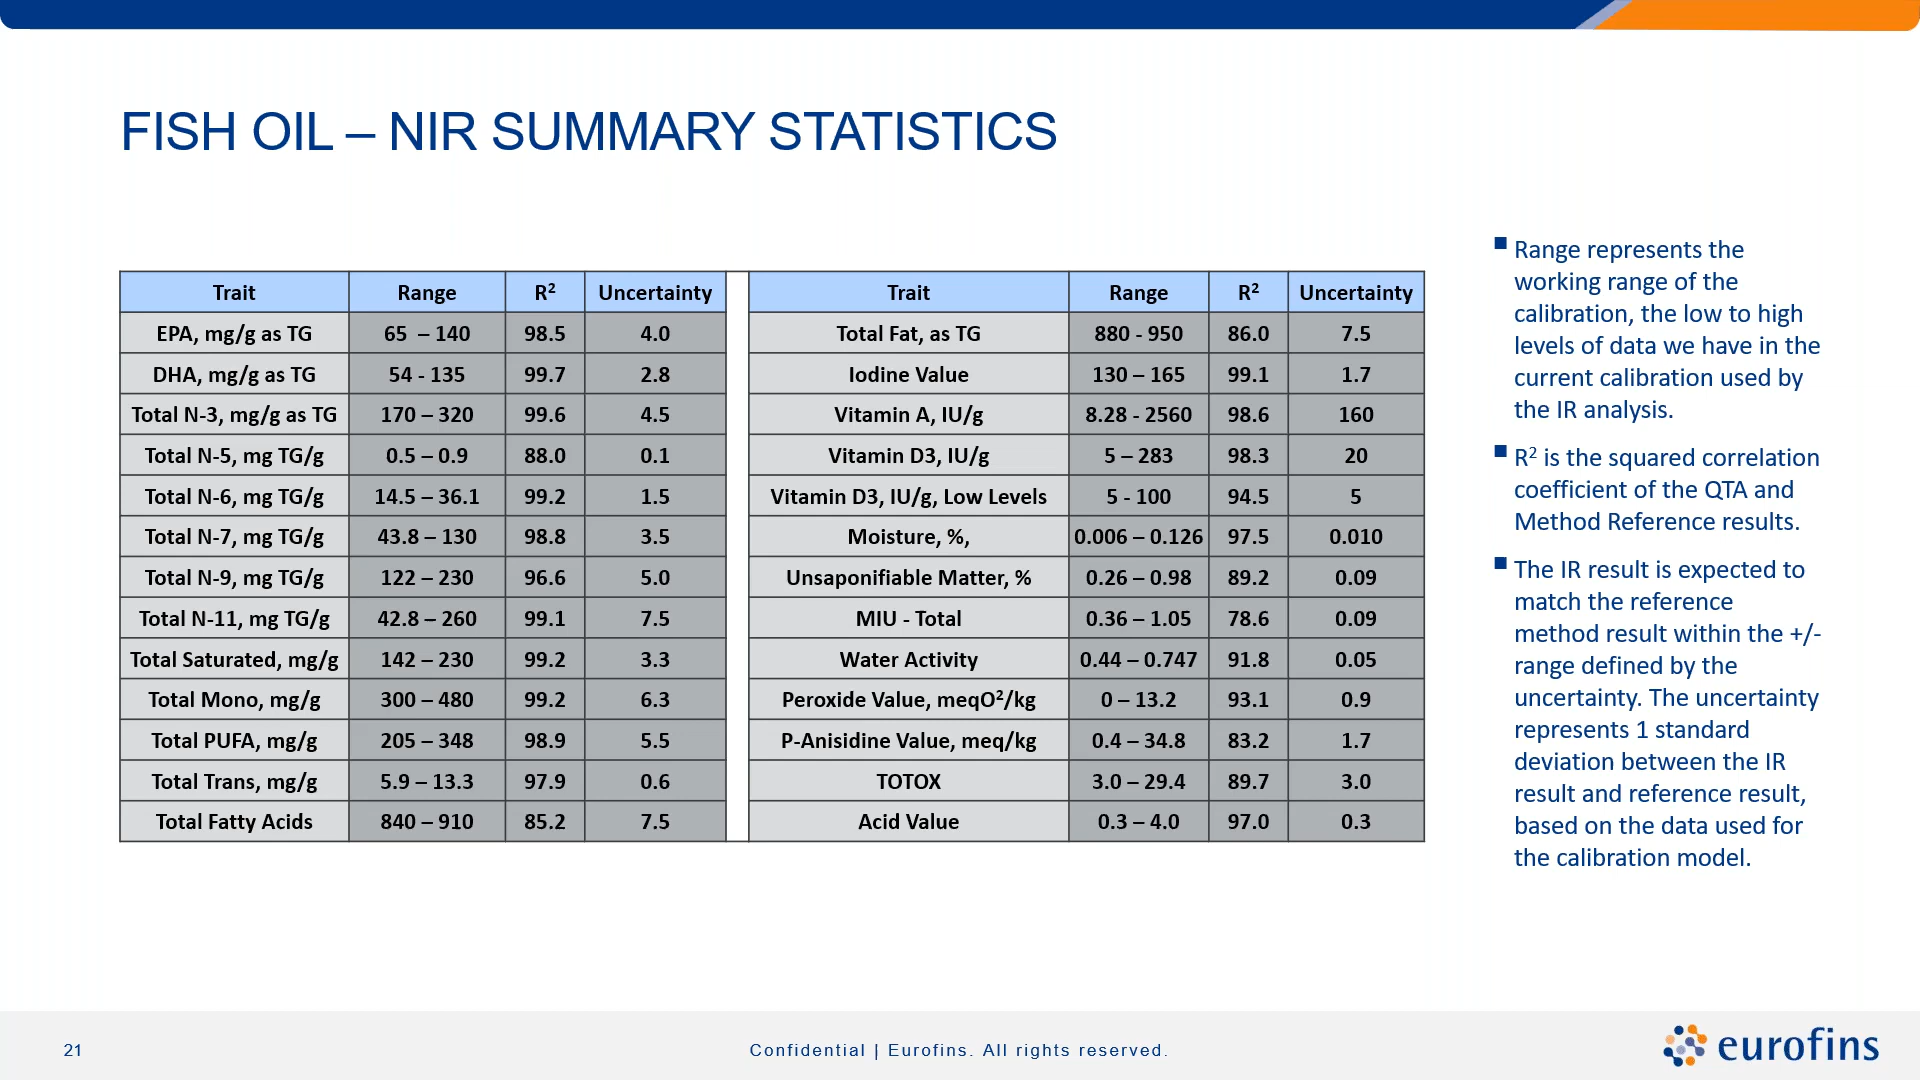 FISH OIL – NIR SUMMARY STATISTICS
Trait Range R² Uncertainty Trait Range R² Uncertainty
EPA, mg/g as TG 65 – 140 98.5 4.0 Total Fat, as TG 880 - 950 86.0 7.5
DHA, mg/g as TG 54 - 135 99.7 2.8 Iodine Value 130 – 165 99.1 1.7
Total N-3, mg/g as TG 170 – 320 99.6 4.5 Vitamin A, IU/g 8.28 - 2560 98.6 160
Total N-5, mg TG/g 0.5 – 0.9 88.0 0.1 Vitamin D3, IU/g 5 – 283 98.3 20
Total N-6, mg TG/g 14.5 – 36.1 99.2 1.5 Vitamin D3, IU/g, Low Levels 5 - 100 94.5 5
Total N-7, mg TG/g 43.8 – 130 98.8 3.5 Moisture, %, 0.006 – 0.126 97.5 0.010
Total N-9, mg TG/g 122 – 230 96.6 5.0 Unsaponifiable Matter, % 0.26 – 0.98 89.2 0.09
Total N-11, mg TG/g 42.8 – 260 99.1 7.5 MIU - Total 0.36 – 1.05 78.6 0.09
Total Saturated, mg/g 142 – 230 99.2 3.3 Water Activity 0.44 – 0.747 91.8 0.05
Total Mono, mg/g 300 – 480 99.2 6.3 Peroxide Value, meqO²/kg 0 – 13.2 93.1 0.9
Total PUFA, mg/g 205 – 348 98.9 5.5 P-Anisidine Value, meq/kg 0.4 – 34.8 83.2 1.7
Total Trans, mg/g 5.9 – 13.3 97.9 0.6 TOTOX 3.0 – 29.4 89.7 3.0
Total Fatty Acids 840 – 910 85.2 7.5 Acid Value 0.3 – 4.0 97.0 0.3
▪ Range represents the
working range of the
calibration, the low to high
levels of data we have in the
current calibration used by
the IR analysis.
▪ R² is the squared correlation
coefficient of the QTA and
Method Reference results.
▪ The IR result is expected to
match the reference
method result within the +/-
range defined by the
uncertainty. The uncertainty
represents 1 standard
deviation between the IR
result and reference result,
based on the data used for
the calibration model.
21
Confidential | Eurofins. All rights reserved.
eurofins